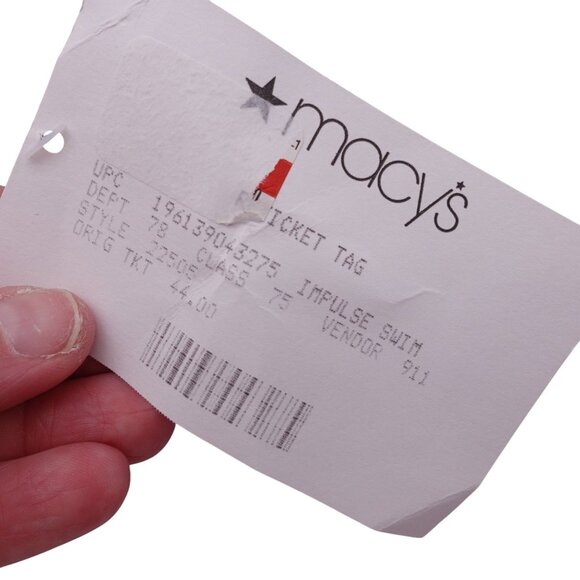 macy's
TICKET TAG
UPC 196139043275 IMPULSE SWIM
DEPT 78 CLASS 75 VENDOR 911
STYLE 22505
ORIG TKT 44.00